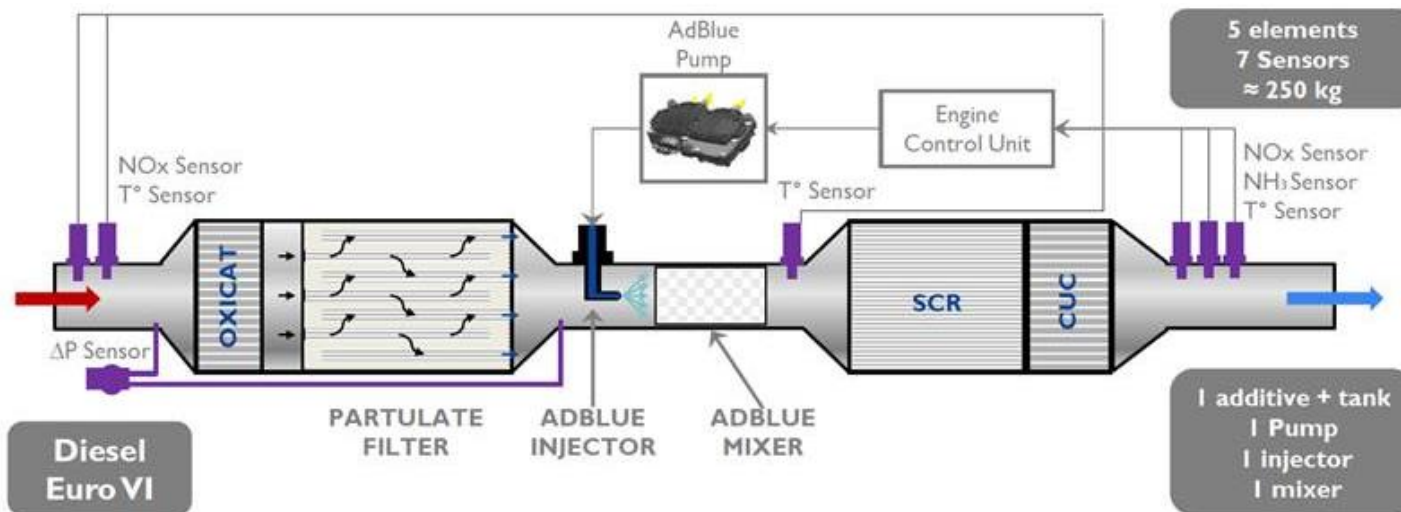 AdBlue
Pump
5 elements
7 Sensors
≈ 250 kg
Engine
Control Unit
NOx Sensor
T° Sensor
T° Sensor
NOx Sensor
NH₃ Sensor
T° Sensor
OXICAT
SCR
CUC
ΔP Sensor
PARTULATE
FILTER
ADBLUE
INJECTOR
ADBLUE
MIXER
Diesel
Euro VI
1 additive + tank
1 Pump
1 injector
1 mixer